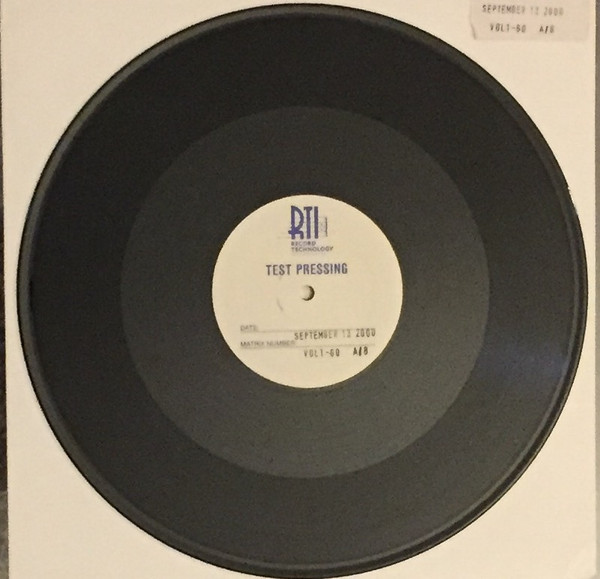 SEPTEMBER 13 2000
VOLT-60 A/B
RTI
RECORD
TECHNOLOGY
TEST PRESSING
DATE:
SEPTEMBER 13 2000
MATRIX NUMBER:
VOLT-60 A/B